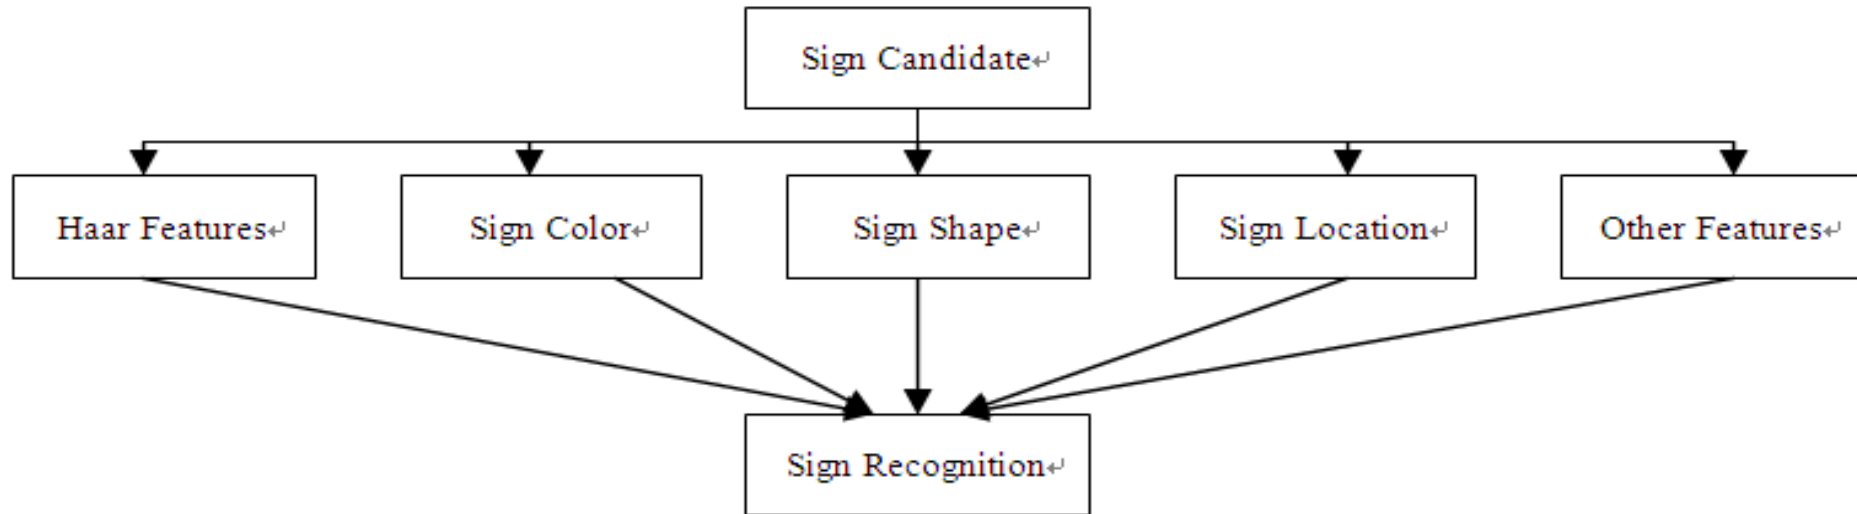 Sign Candidate↵
Haar Features↵
Sign Color↵
Sign Shape↵
Sign Location↵
Other Features↵
Sign Recognition↵